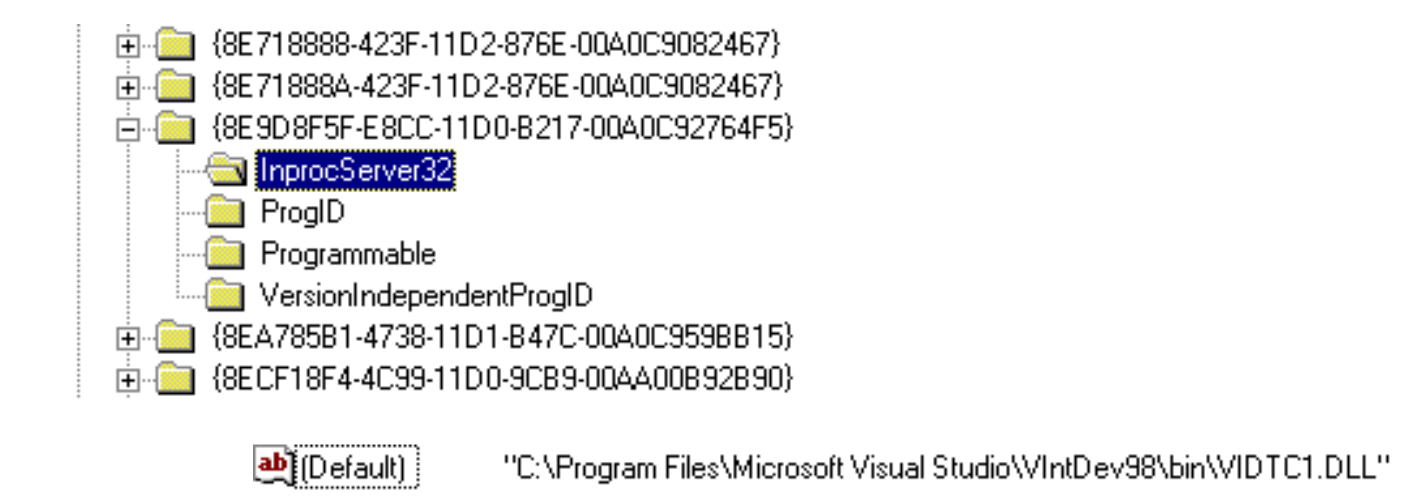 {8E718888-423F-11D2-876E-00A0C9082467}
{8E71888A-423F-11D2-876E-00A0C9082467}
{8E9D8F5F-E8CC-11D0-B217-00A0C92764F5}
InprocServer32
ProgID
Programmable
VersionIndependentProgID
{8EA785B1-4738-11D1-B47C-00A0C959BB15}
{8ECF18F4-4C99-11D0-9CB9-00AA00B92B90}
ab (Default) "C:\Program Files\Microsoft Visual Studio\VIntDev98\bin\VIDTC1.DLL"